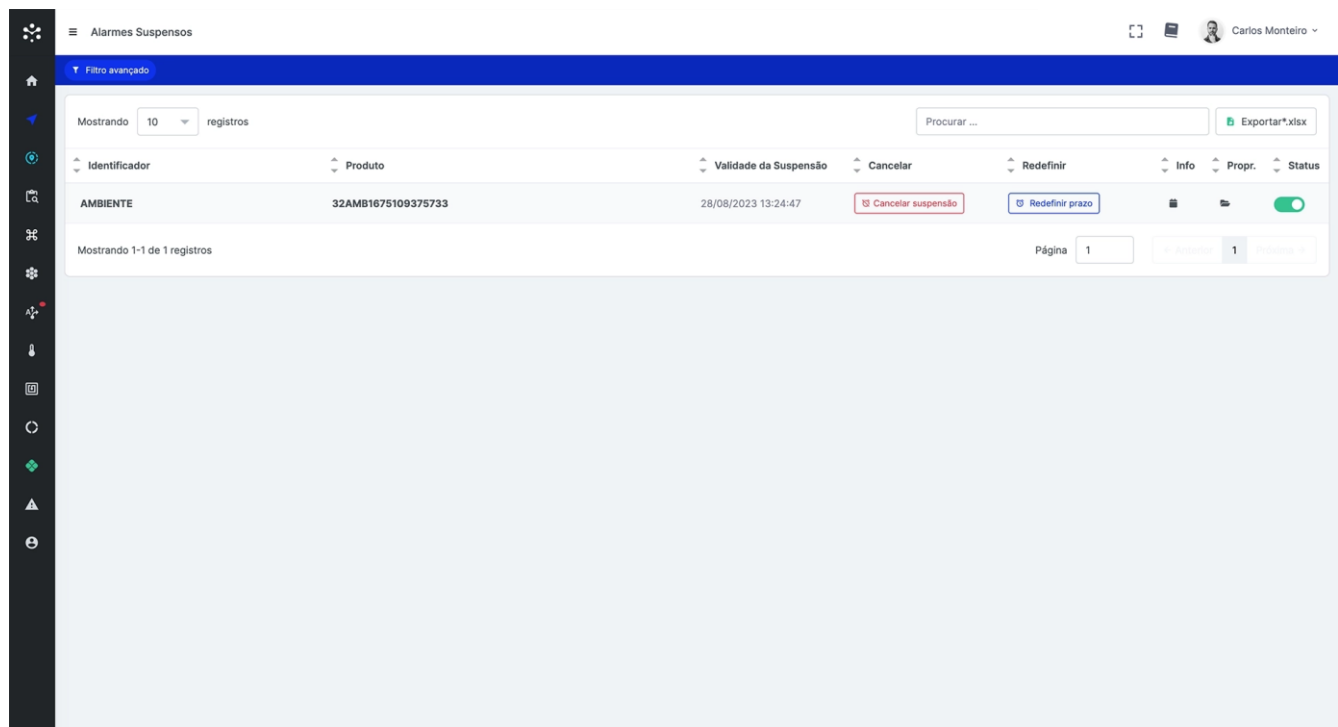 Alarmes Suspensos
Carlos Monteiro
Filtro avançado
Mostrando 10 registros
Procurar ...
Exportar*.xlsx
Identificador Produto Validade da Suspensão Cancelar Redefinir Info Propr. Status
AMBIENTE 32AMB1675109375733 28/08/2023 13:24:47 Cancelar suspensão Redefinir prazo
Mostrando 1-1 de 1 registros
Página 1
1